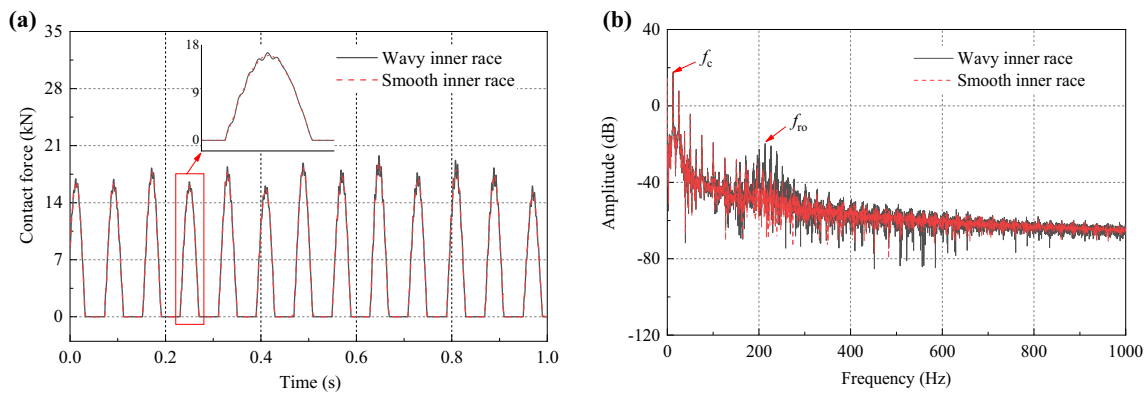 (a)
35
28
21
14
7
0
Contact force (kN)
0.0 0.2 0.4 0.6 0.8 1.0
Time (s)
18
9
0
Wavy inner race
Smooth inner race
(b)
0
-40
-80
-120
Amplitude (dB)
0 200 400 600 800 1000
Frequency (Hz)
fc
fro
Wavy inner race
Smooth inner race